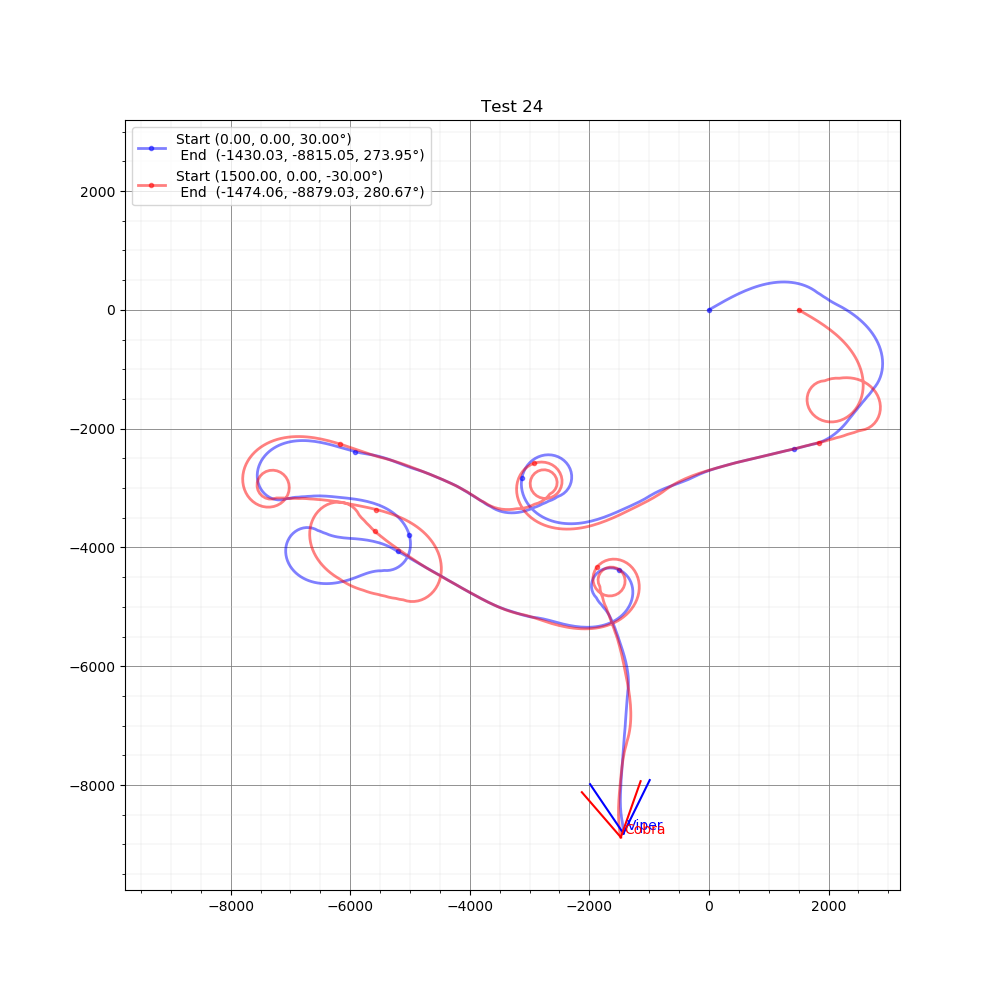 Test 24
Start (0.00, 0.00, 30.00°)
End  (-1430.03, -8815.05, 273.95°)
Start (1500.00, 0.00, -30.00°)
End  (-1474.06, -8879.03, 280.67°)
2000
0
−2000
−4000
−6000
−8000
Viper
Cobra
−8000 −6000 −4000 −2000 0 2000